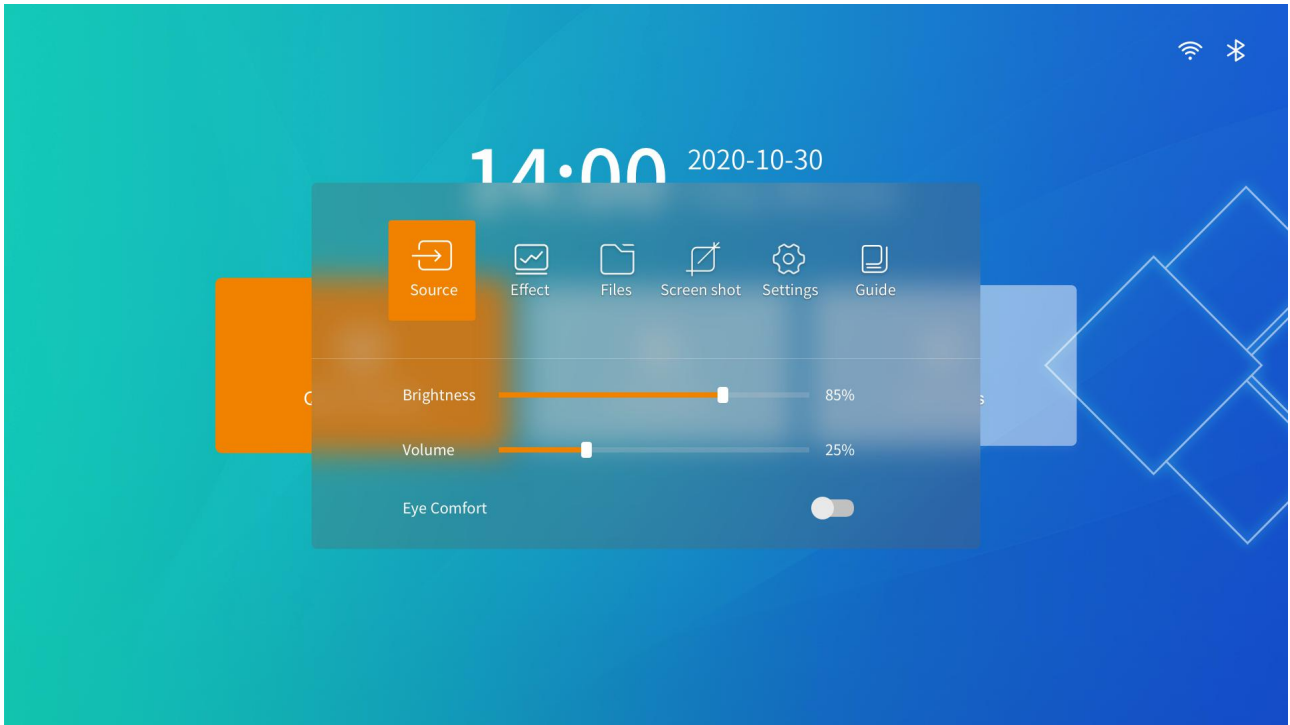 14:00 2020-10-30
Source Effect Files Screen shot Settings Guide
Brightness 85%
Volume 25%
Eye Comfort